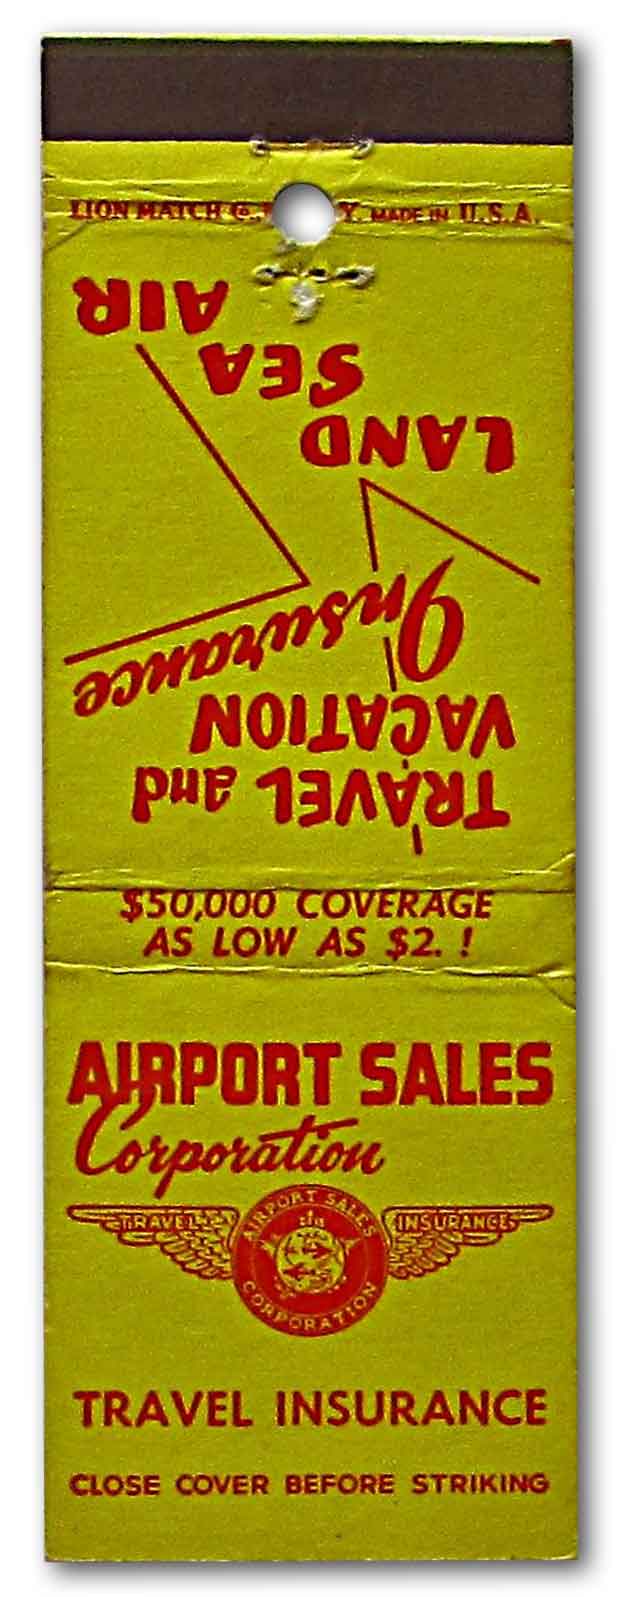 LION MATCH Co. Y. MADE IN U.S.A.
TRAVEL and
VACATION
Insurance
LAND
SEA
AIR
$50,000 COVERAGE
AS LOW AS $2. !
AIRPORT SALES
Corporation
TRAVEL INSURANCE
AIRPORT SALES
CORPORATION
TRAVEL INSURANCE
CLOSE COVER BEFORE STRIKING